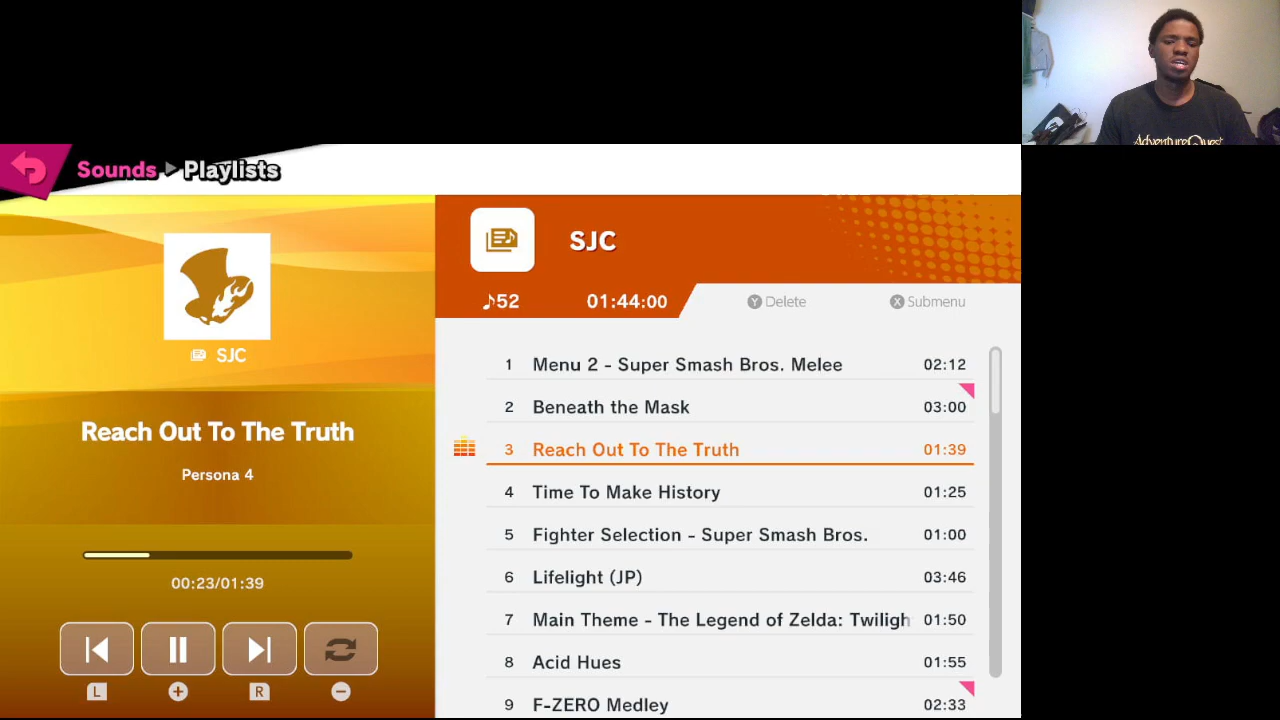 AdventureQuest
Sounds ▶ Playlists
SJC
♪52 01:44:00
Y Delete X Submenu
SJC
Reach Out To The Truth
Persona 4
00:23/01:39
L + R −
1 Menu 2 - Super Smash Bros. Melee 02:12
2 Beneath the Mask 03:00
3 Reach Out To The Truth 01:39
4 Time To Make History 01:25
5 Fighter Selection - Super Smash Bros. 01:00
6 Lifelight (JP) 03:46
7 Main Theme - The Legend of Zelda: Twiligh 01:50
8 Acid Hues 01:55
9 F-ZERO Medley 02:33